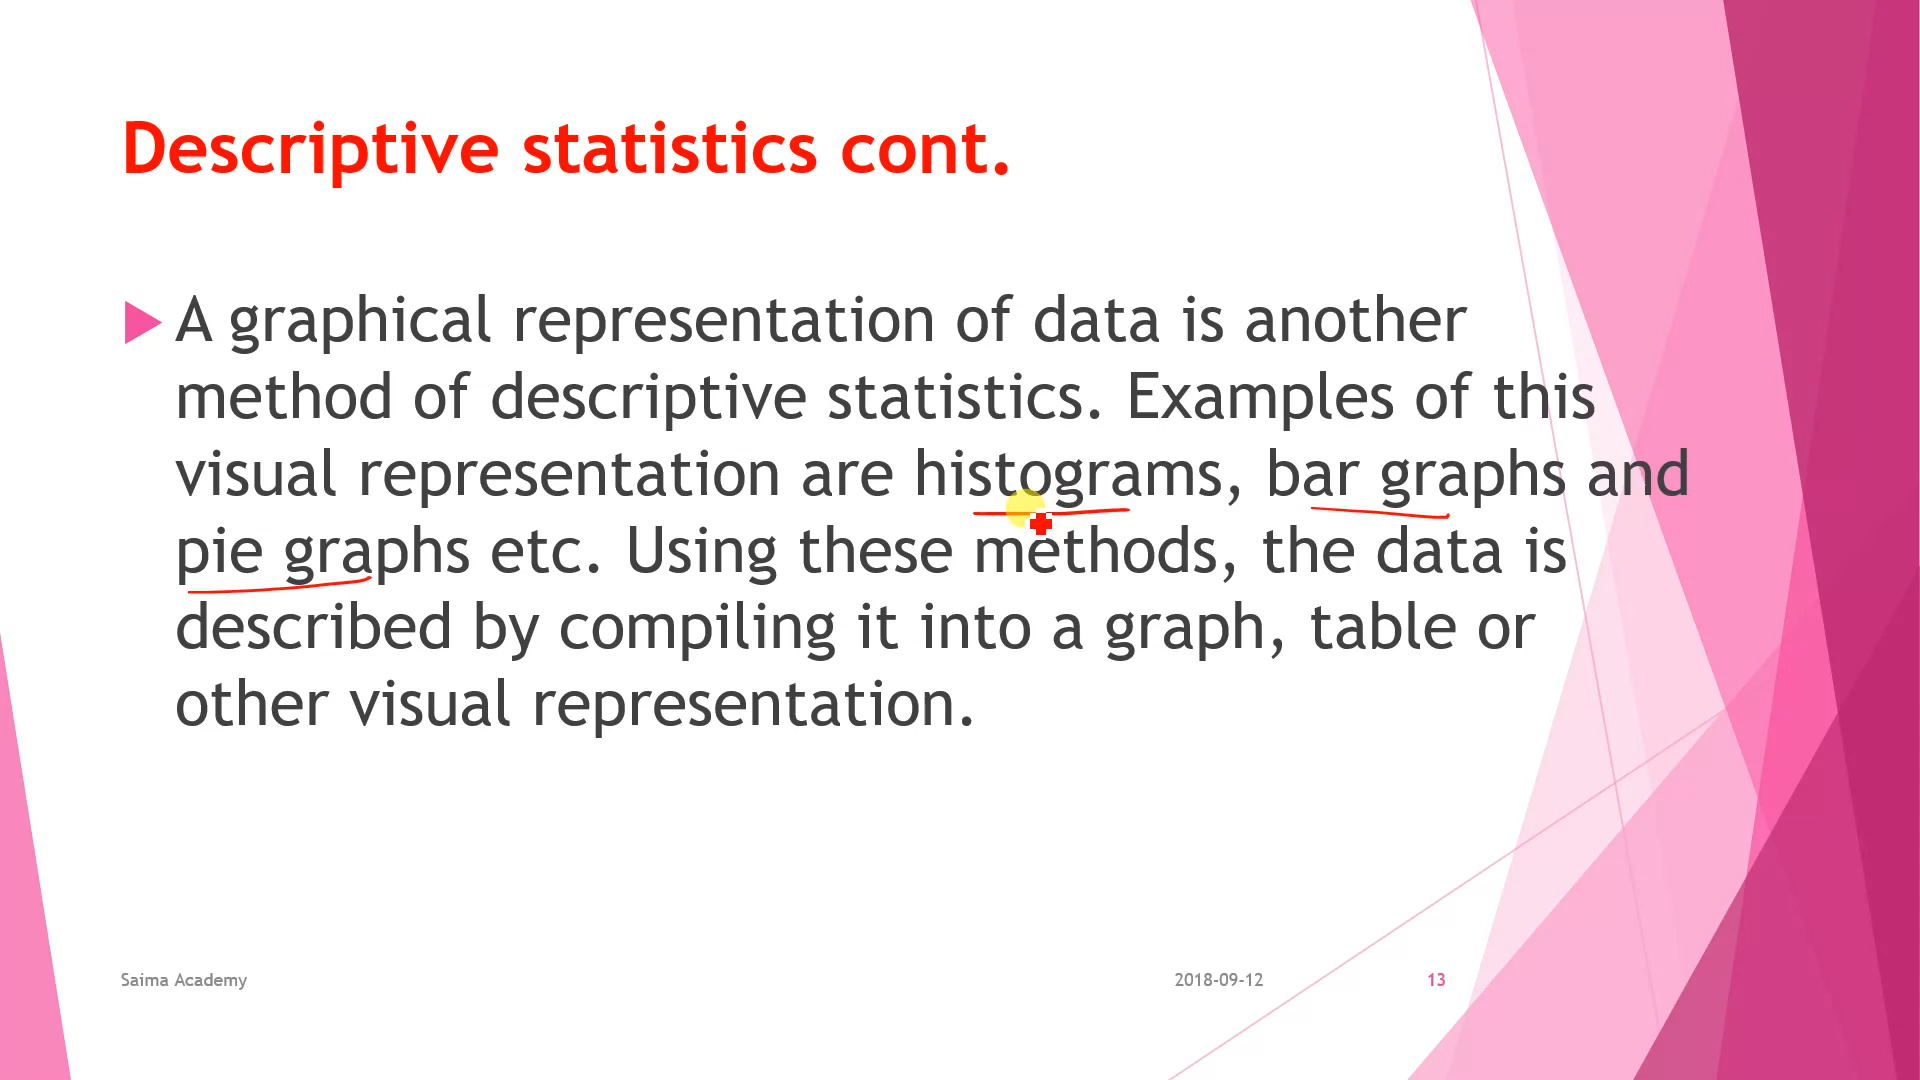 Descriptive statistics cont.
A graphical representation of data is another
method of descriptive statistics. Examples of this
visual representation are histograms, bar graphs and
pie graphs etc. Using these methods, the data is
described by compiling it into a graph, table or
other visual representation.
Saima Academy 2018-09-12 13